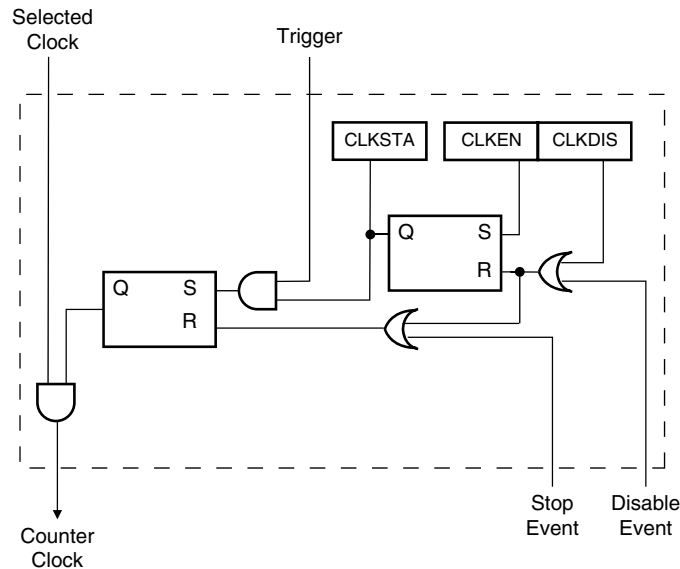 Selected
Clock
Trigger
CLKSTA
CLKEN
CLKDIS
Q
S
R
Q
S
R
Stop
Event
Disable
Event
Counter
Clock